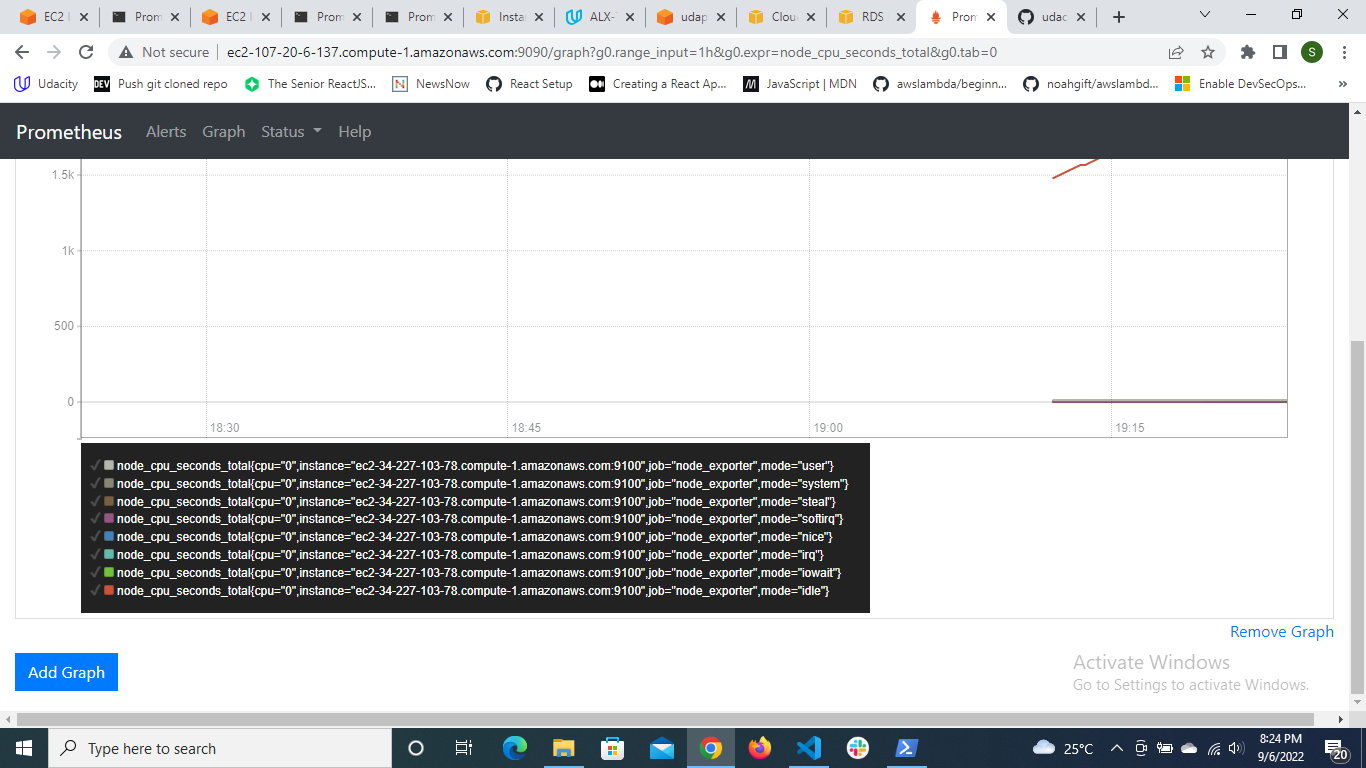 EC2 I
Prom
EC2 I
Prom
Prom
Insta
ALX-
udap
Clou
RDS
Prom
udac
Not secure
ec2-107-20-6-137.compute-1.amazonaws.com:9090/graph?g0.range_input=1h&g0.expr=node_cpu_seconds_total&g0.tab=0
S
Udacity
DEV Push git cloned repo
The Senior ReactJS...
N NewsNow
React Setup
Creating a React Ap...
M JavaScript | MDN
awslambda/beginn...
noahgift/awslambd...
Enable DevSecOps...
»
Prometheus
Alerts
Graph
Status
Help
1.5k
1k
500
0
18:30
18:45
19:00
19:15
node_cpu_seconds_total{cpu="0",instance="ec2-34-227-103-78.compute-1.amazonaws.com:9100",job="node_exporter",mode="user"}
node_cpu_seconds_total{cpu="0",instance="ec2-34-227-103-78.compute-1.amazonaws.com:9100",job="node_exporter",mode="system"}
node_cpu_seconds_total{cpu="0",instance="ec2-34-227-103-78.compute-1.amazonaws.com:9100",job="node_exporter",mode="steal"}
node_cpu_seconds_total{cpu="0",instance="ec2-34-227-103-78.compute-1.amazonaws.com:9100",job="node_exporter",mode="softirq"}
node_cpu_seconds_total{cpu="0",instance="ec2-34-227-103-78.compute-1.amazonaws.com:9100",job="node_exporter",mode="nice"}
node_cpu_seconds_total{cpu="0",instance="ec2-34-227-103-78.compute-1.amazonaws.com:9100",job="node_exporter",mode="irq"}
node_cpu_seconds_total{cpu="0",instance="ec2-34-227-103-78.compute-1.amazonaws.com:9100",job="node_exporter",mode="iowait"}
node_cpu_seconds_total{cpu="0",instance="ec2-34-227-103-78.compute-1.amazonaws.com:9100",job="node_exporter",mode="idle"}
Remove Graph
Add Graph
Activate Windows
Go to Settings to activate Windows.
Type here to search
25°C
8:24 PM
9/6/2022
20